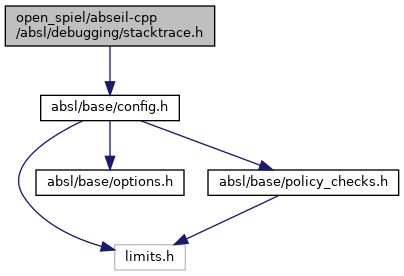 open_spiel/abseil-cpp
/absl/debugging/stacktrace.h
absl/base/config.h
absl/base/options.h
absl/base/policy_checks.h
limits.h